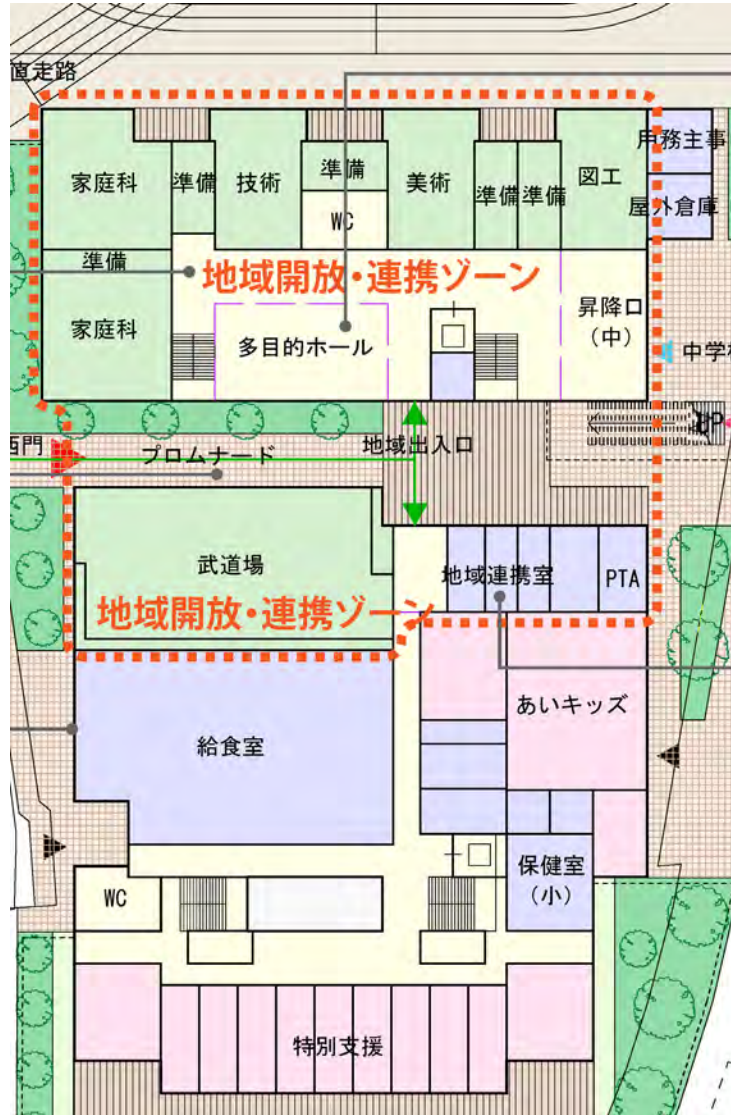 直走路
用務主事
家庭科
準備
技術
準備
美術
準備
準備
図工
WC
屋外倉庫
準備
地域開放・連携ゾーン
家庭科
多目的ホール
昇降口
(中)
中学校
西門
プロムナード
地域出入口
UP
武道場
地域連携室
PTA
地域開放・連携ゾーン
あいキッズ
給食室
保健室
(小)
WC
特別支援